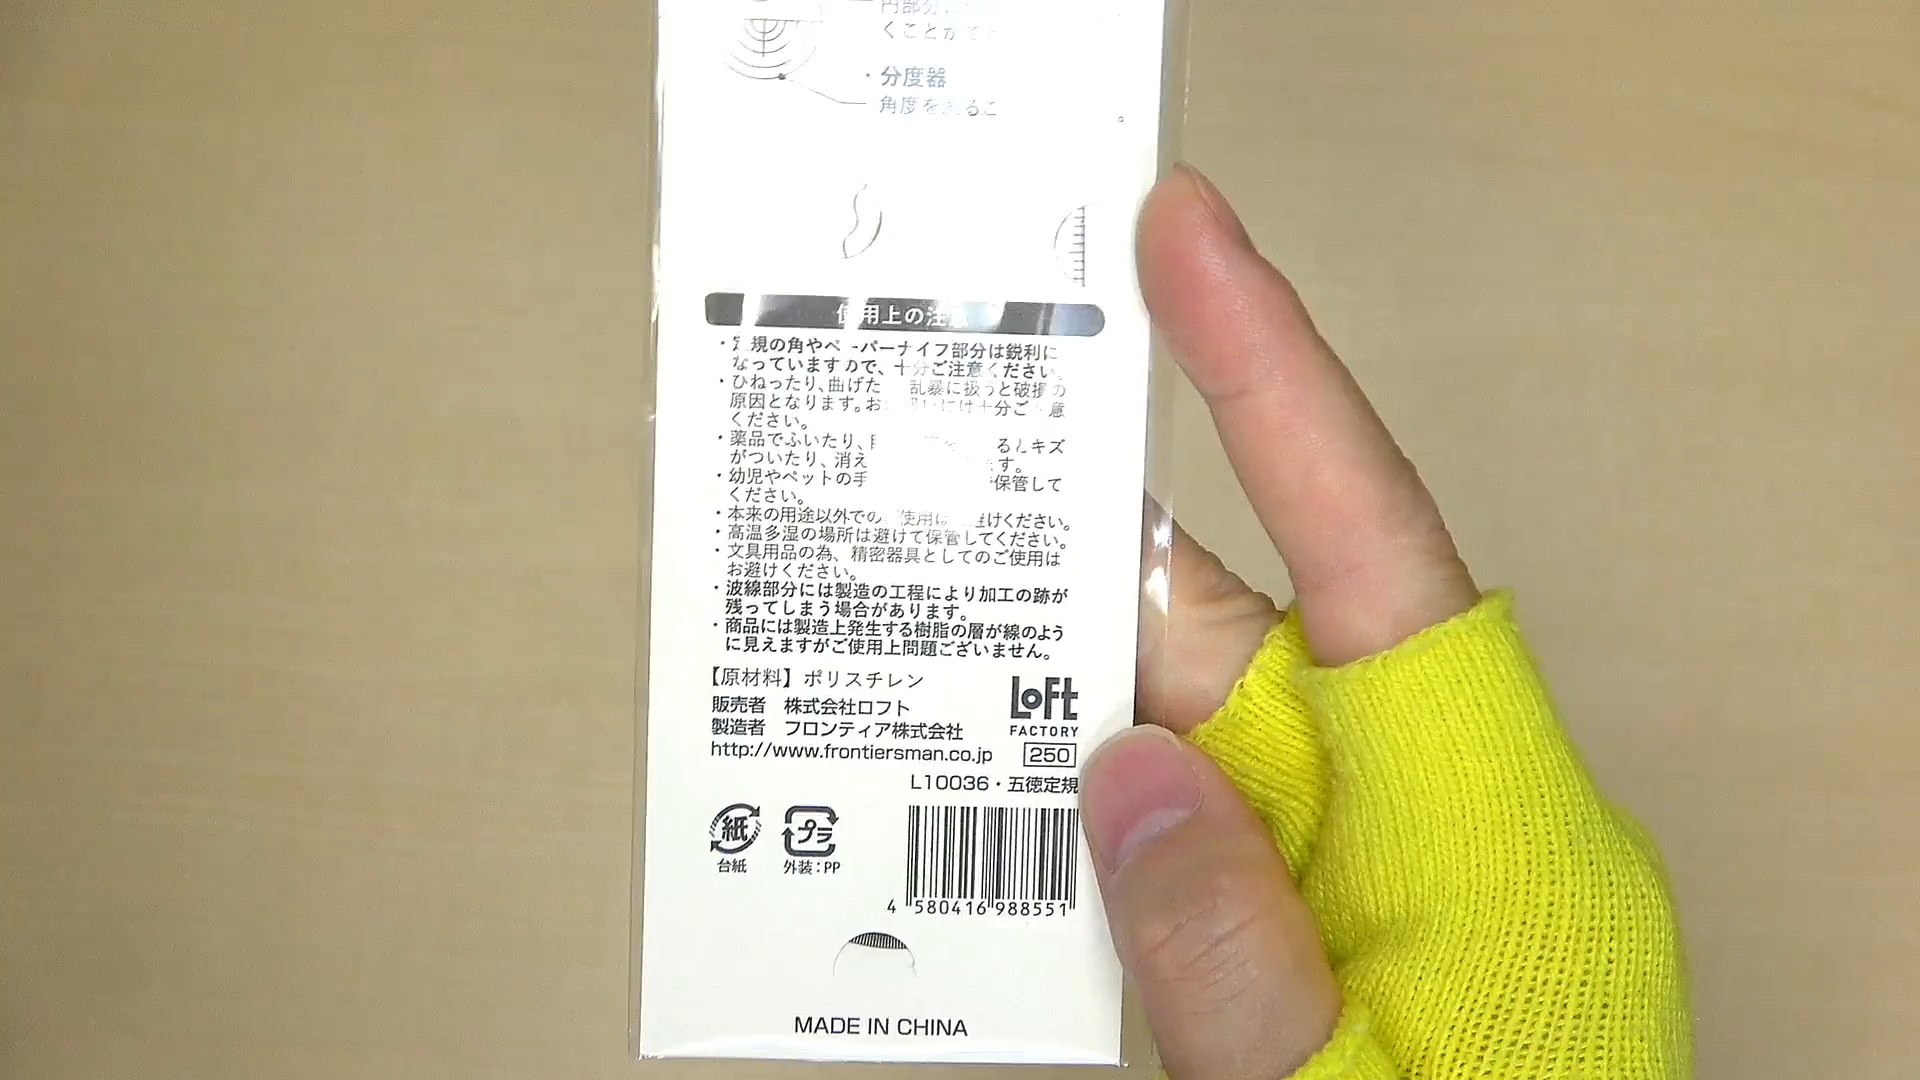 くことが
・分度器
角度を るこ
使用上の注
・ 規の角やペーパーナイフ部分は鋭利に
なっていますので、十分ご注意ください。
・ひねったり、曲げた 乱暴に扱うと破損の
原因となります。お には十分ご 意
ください。
・薬品でふいたり、 るとキズ
がついたり、消え す。
・幼児やペットの手 保管して
ください。
・本来の用途以外での 使用は けください。
・高温多湿の場所は避けて保管してください。
・文具用品の為、精密器具としてのご使用は
お避けください。
・波線部分には製造の工程により加工の跡が
残ってしまう場合があります。
・商品には製造上発生する樹脂の層が線のよう
に見えますがご使用上問題ございません。
【原材料】ポリスチレン
販売者 株式会社ロフト
製造者 フロンティア株式会社
http://www.frontiersman.co.jp
LoFt
FACTORY
250
L10036・五徳定規
紙
台紙
プラ
外装：PP
4 580416 988551
MADE IN CHINA